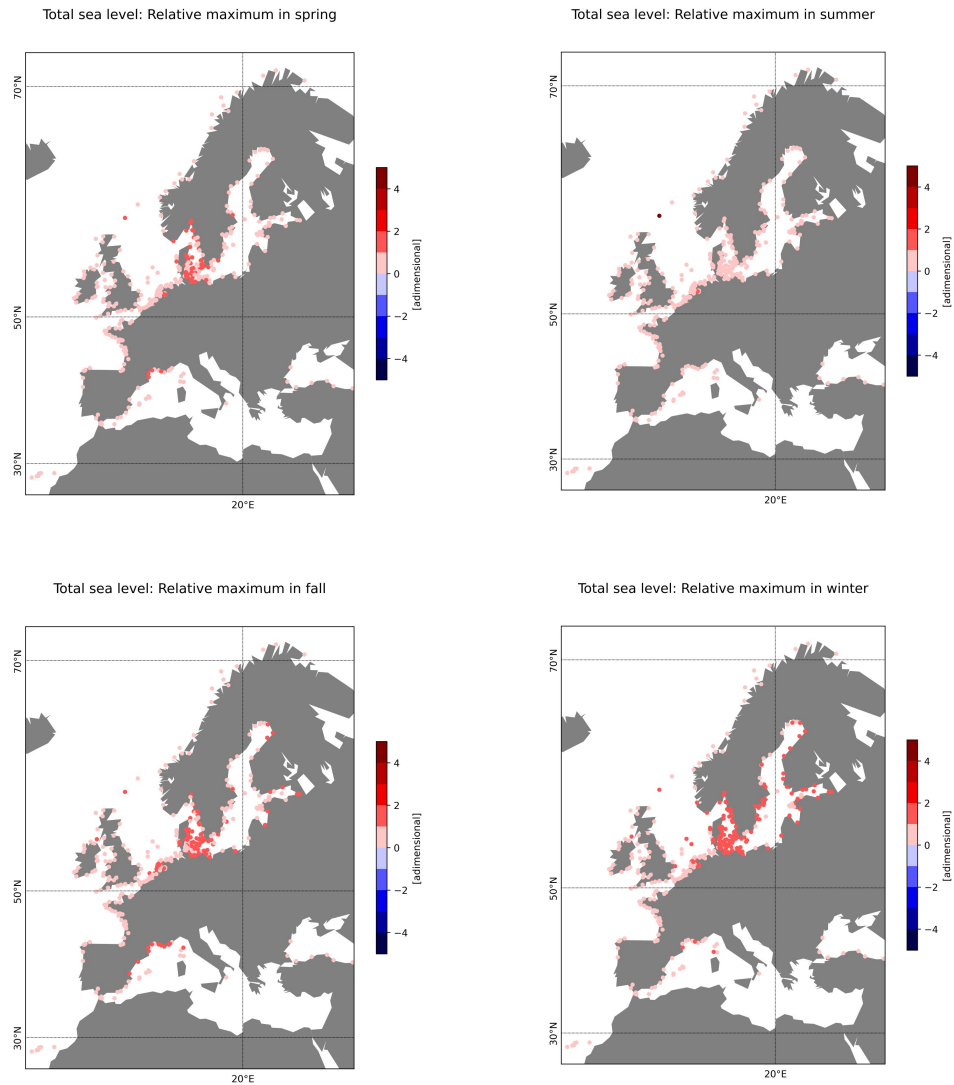 Total sea level: Relative maximum in spring
70°N
50°N
30°N
20°E
4
2
0
−2
−4
[adimensional]
Total sea level: Relative maximum in summer
70°N
50°N
30°N
20°E
4
2
0
−2
−4
[adimensional]
Total sea level: Relative maximum in fall
70°N
50°N
30°N
20°E
4
2
0
−2
−4
[adimensional]
Total sea level: Relative maximum in winter
70°N
50°N
30°N
20°E
4
2
0
−2
−4
[adimensional]